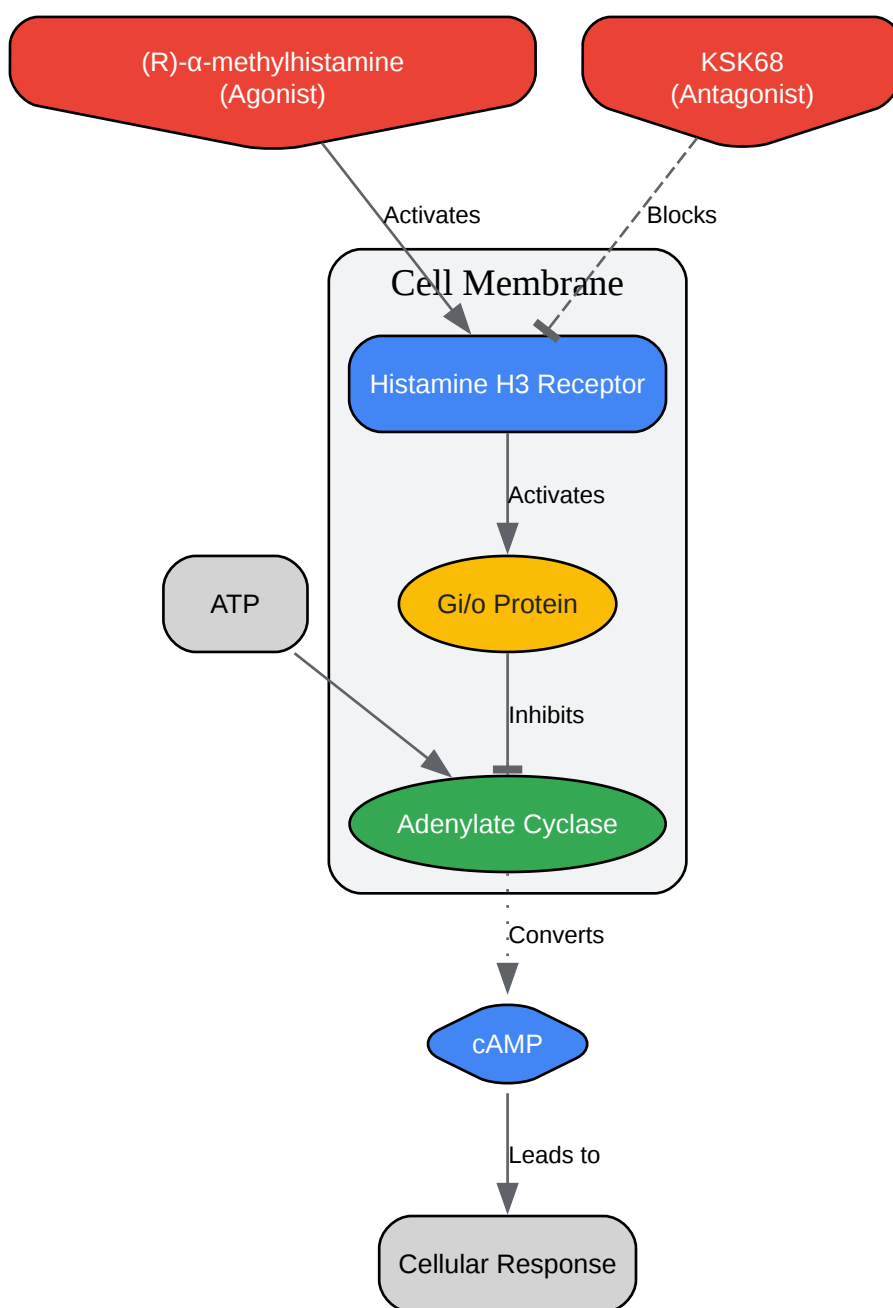 (R)-α-methylhistamine
(Agonist)
KSK68
(Antagonist)
Activates
Blocks
Cell Membrane
Histamine H3 Receptor
Activates
ATP
Gi/o Protein
Inhibits
Adenylate Cyclase
Converts
cAMP
Leads to
Cellular Response